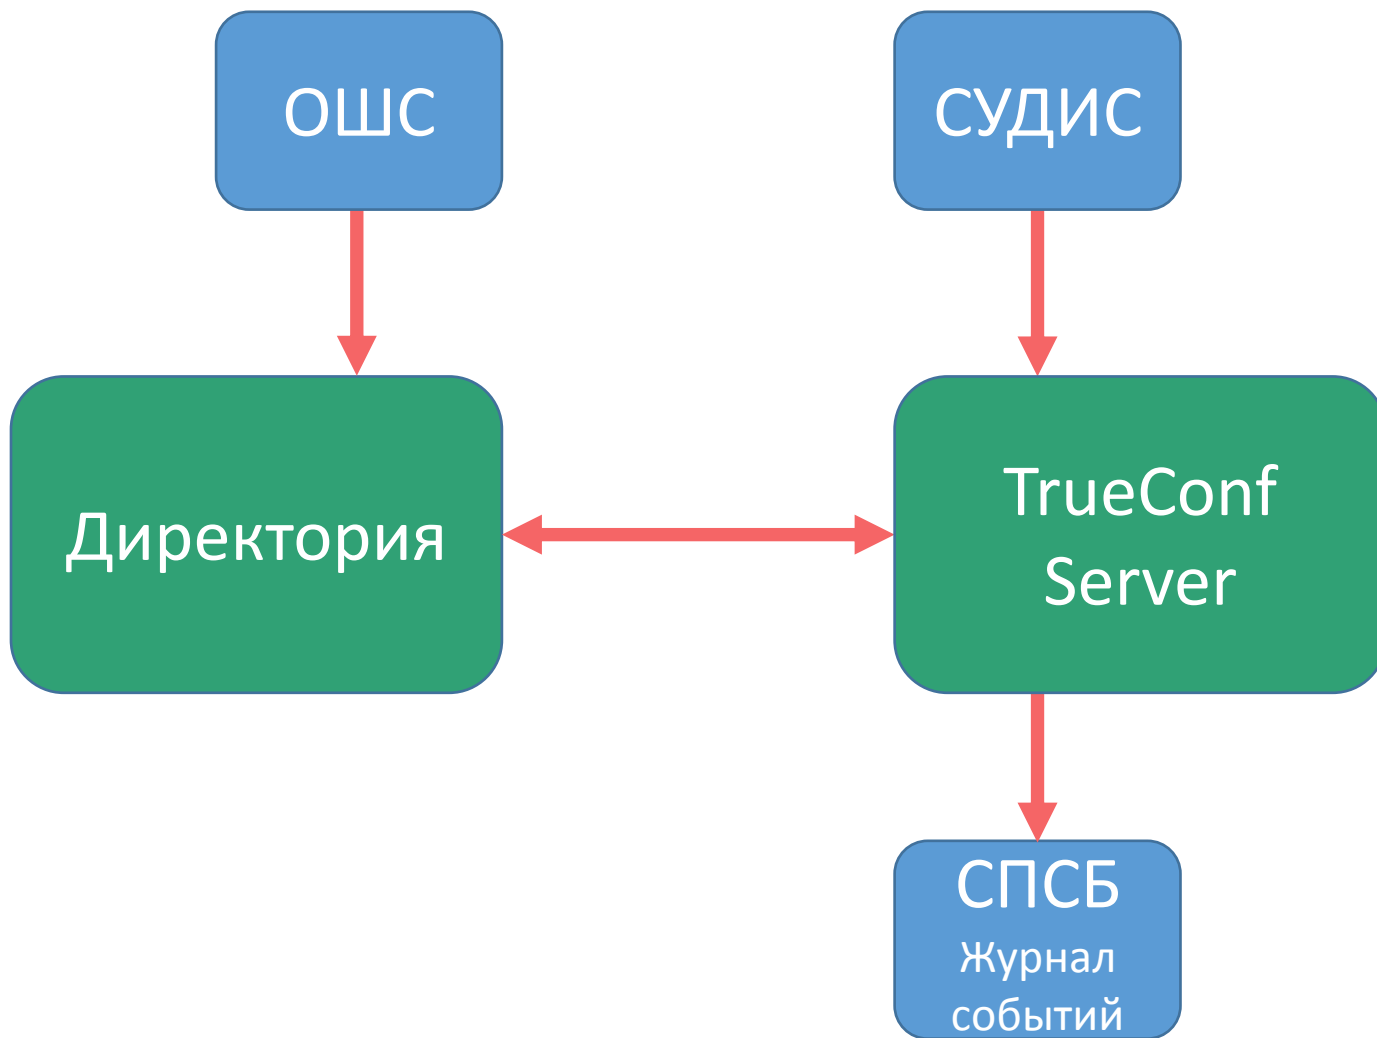 ОШС
СУДИС
Директория
TrueConf
Server
СПСБ
Журнал
событий